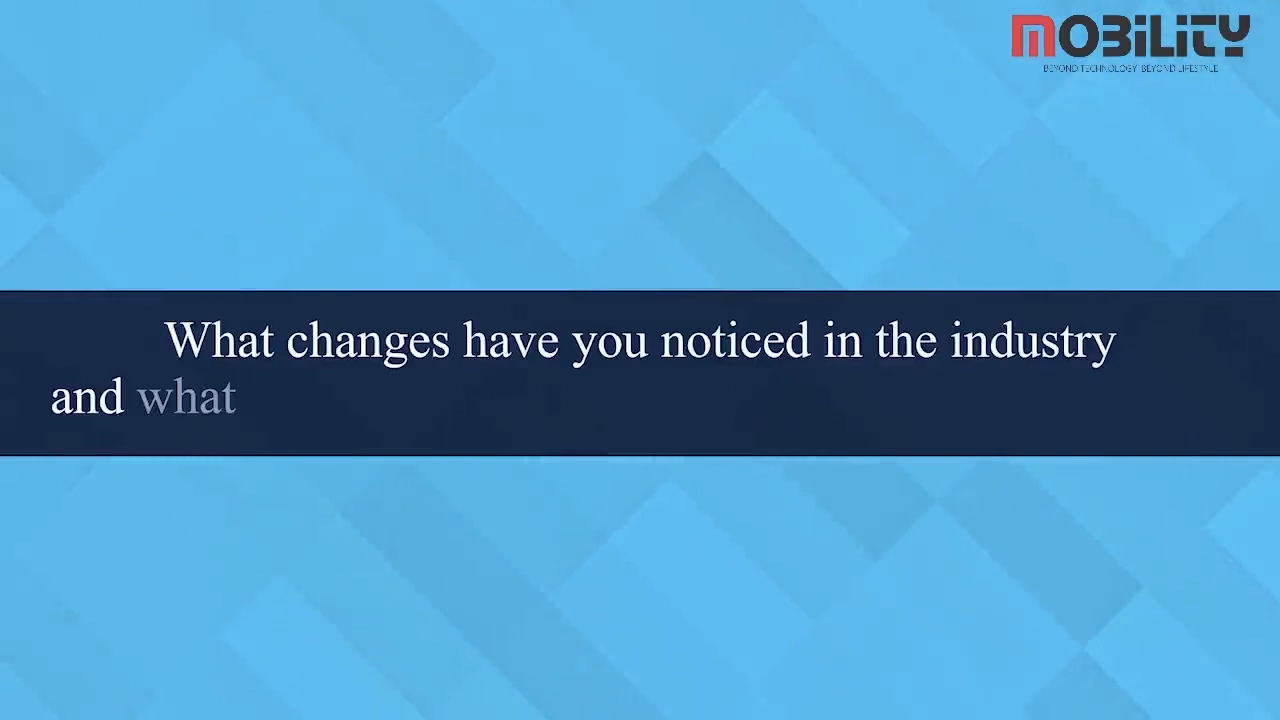 MOBILITY
BEYOND TECHNOLOGY BEYOND LIFESTYLE
What changes have you noticed in the industry
and what